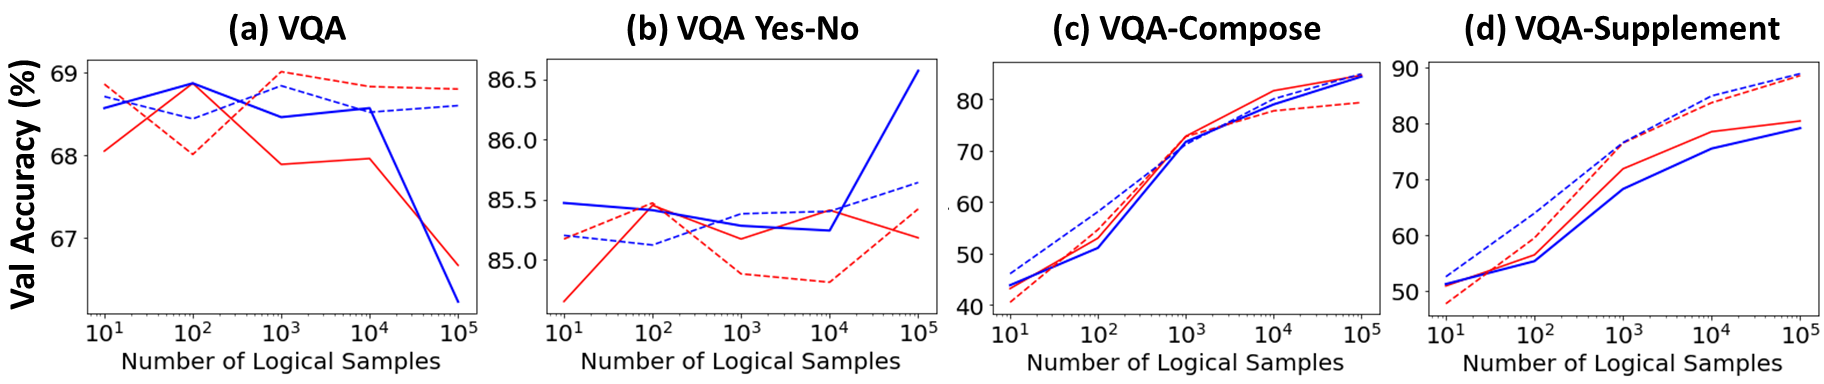 (a) VQA
(b) VQA Yes-No
(c) VQA-Compose
(d) VQA-Supplement
Val Accuracy (%)
69
68
67
10¹ 10² 10³ 10⁴ 10⁵
Number of Logical Samples
86.5
86.0
85.5
85.0
10¹ 10² 10³ 10⁴ 10⁵
Number of Logical Samples
80
70
60
50
40
10¹ 10² 10³ 10⁴ 10⁵
Number of Logical Samples
90
80
70
60
50
10¹ 10² 10³ 10⁴ 10⁵
Number of Logical Samples